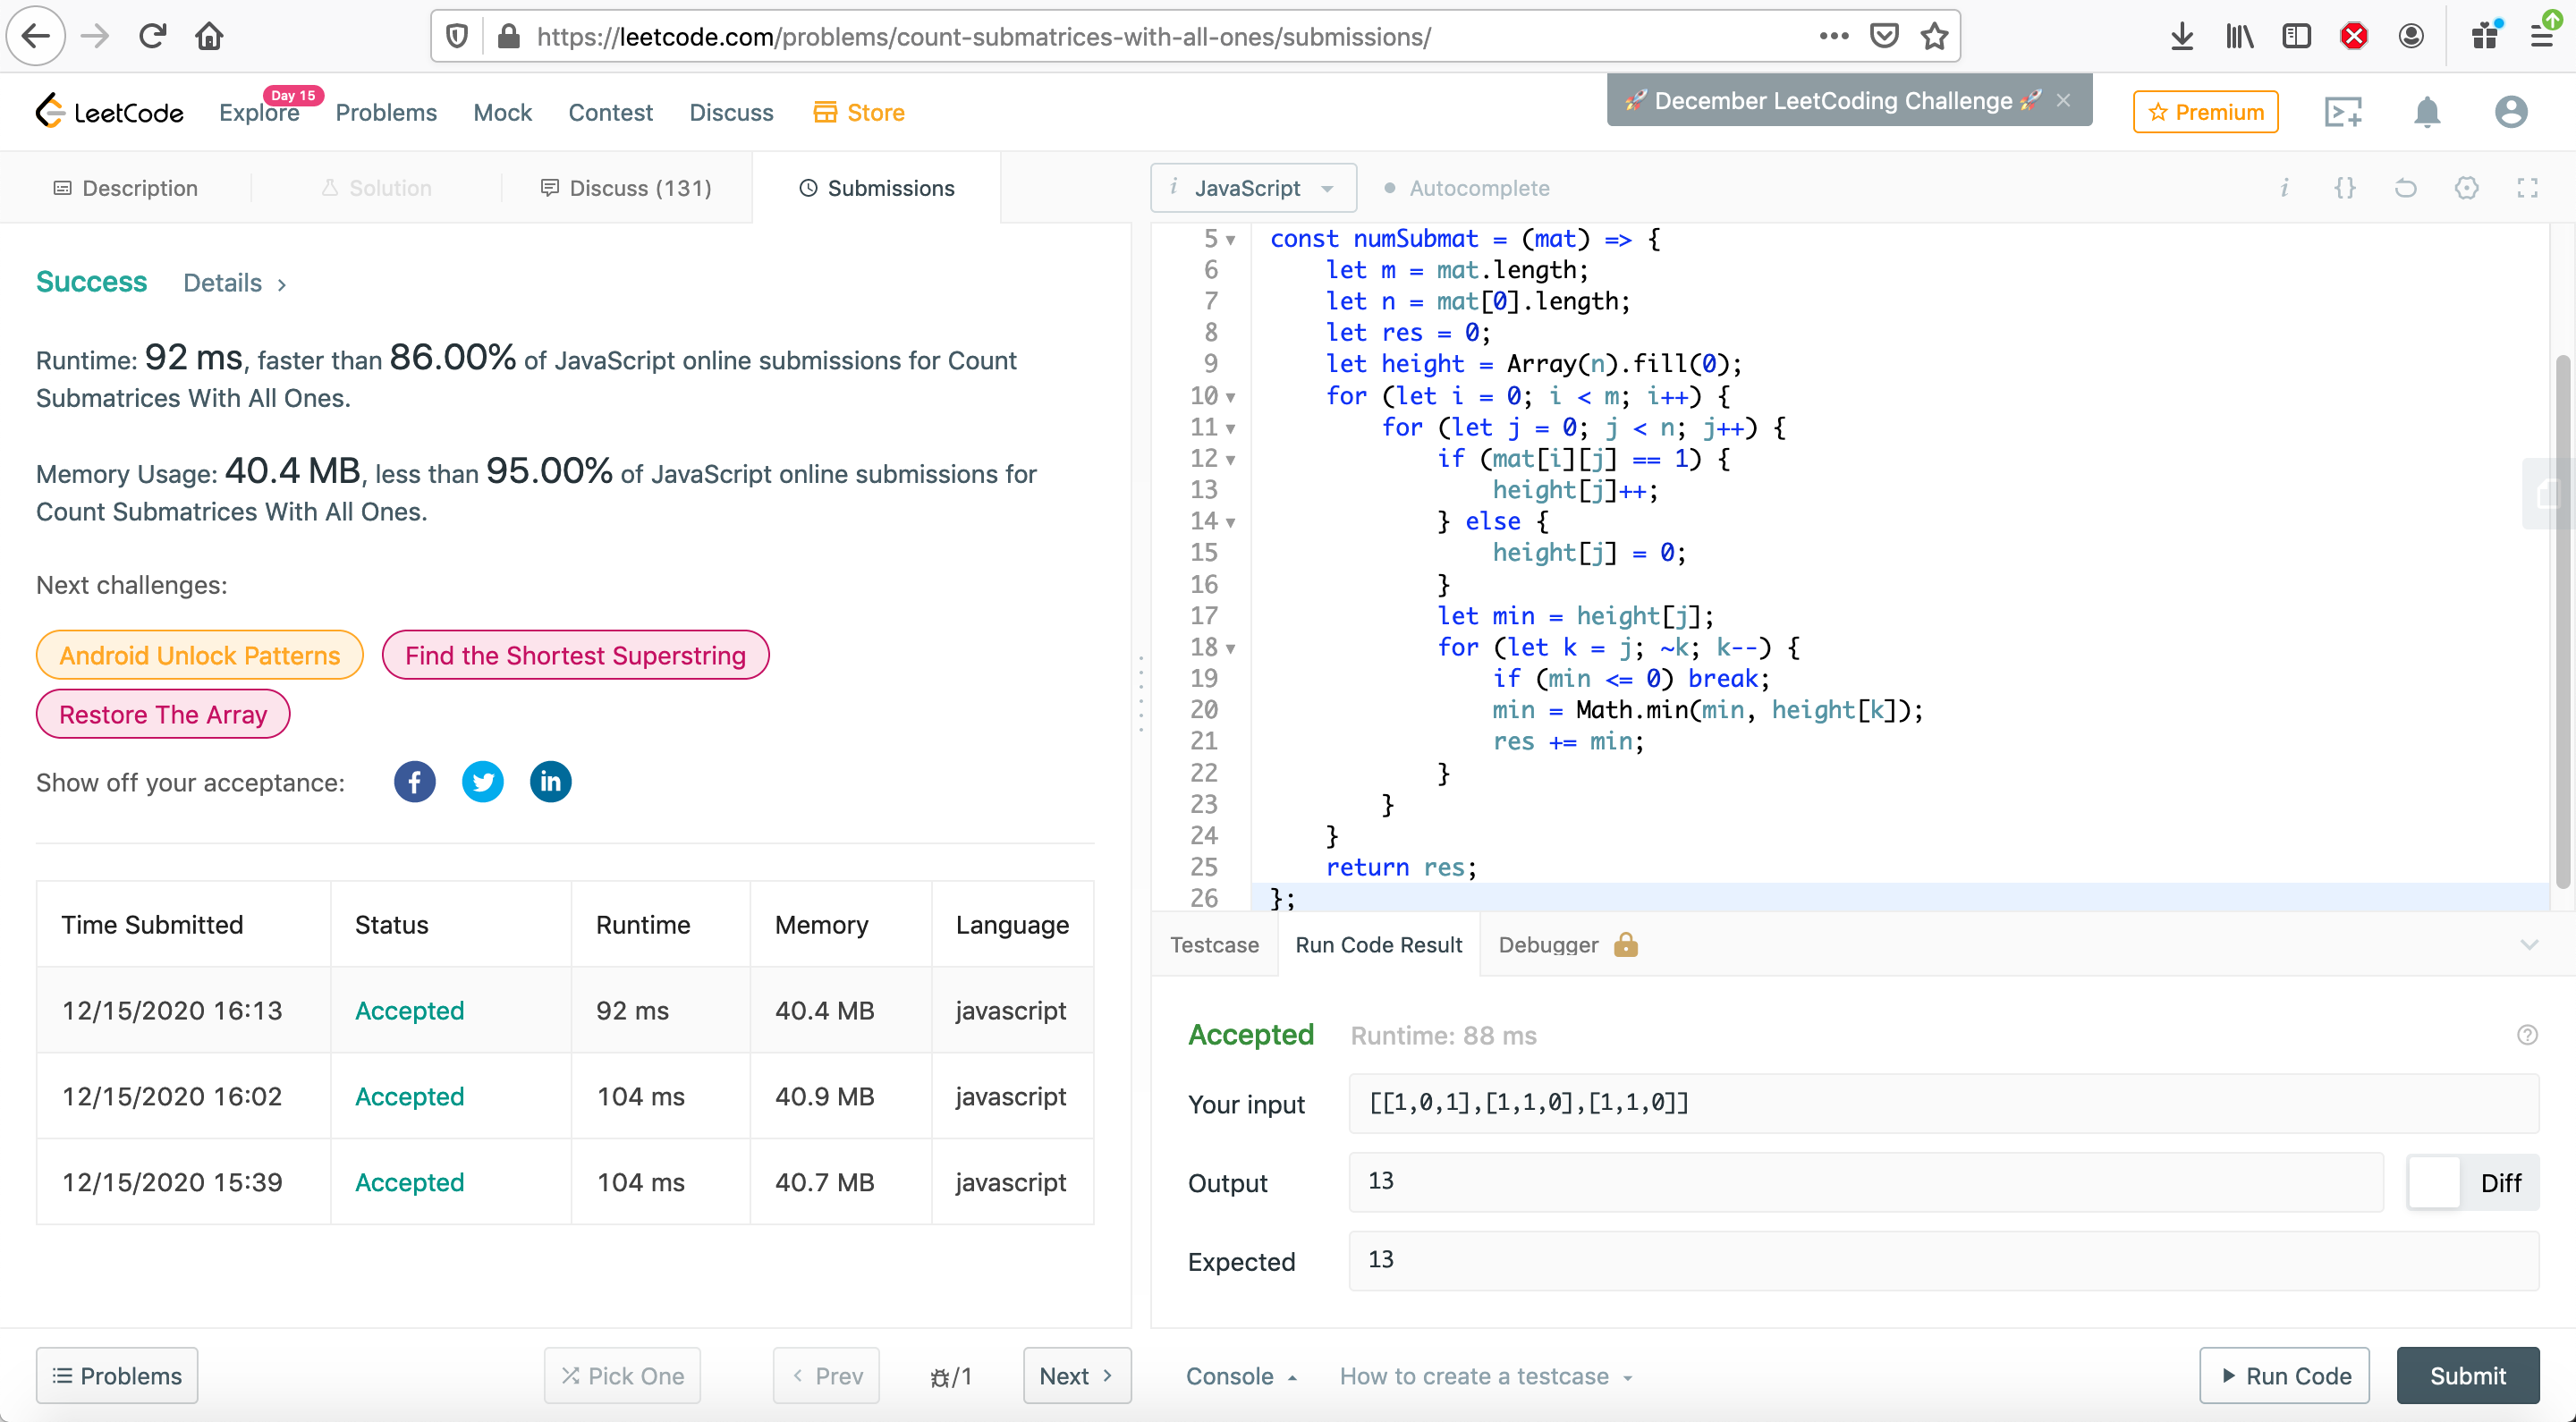 https://leetcode.com/problems/count-submatrices-with-all-ones/submissions/
LeetCode
Explore
Day 15
Problems
Mock
Contest
Discuss
Store
🚀 December LeetCoding Challenge 🚀 ×
Premium
Description
Solution
Discuss (131)
Submissions
i JavaScript
Autocomplete
Success Details >
Runtime: 92 ms, faster than 86.00% of JavaScript online submissions for Count
Submatrices With All Ones.
Memory Usage: 40.4 MB, less than 95.00% of JavaScript online submissions for
Count Submatrices With All Ones.
Next challenges:
Android Unlock Patterns
Find the Shortest Superstring
Restore The Array
Show off your acceptance:
Time Submitted Status Runtime Memory Language
12/15/2020 16:13 Accepted 92 ms 40.4 MB javascript
12/15/2020 16:02 Accepted 104 ms 40.9 MB javascript
12/15/2020 15:39 Accepted 104 ms 40.7 MB javascript
5 const numSubmat = (mat) => {
6     let m = mat.length;
7     let n = mat[0].length;
8     let res = 0;
9     let height = Array(n).fill(0);
10     for (let i = 0; i < m; i++) {
11         for (let j = 0; j < n; j++) {
12             if (mat[i][j] == 1) {
13                 height[j]++;
14             } else {
15                 height[j] = 0;
16             }
17             let min = height[j];
18             for (let k = j; ~k; k--) {
19                 if (min <= 0) break;
20                 min = Math.min(min, height[k]);
21                 res += min;
22             }
23         }
24     }
25     return res;
26 };
Testcase
Run Code Result
Debugger
Accepted Runtime: 88 ms
Your input [[1,0,1],[1,1,0],[1,1,0]]
Output 13
Diff
Expected 13
Problems
Pick One
< Prev
/1
Next >
Console
How to create a testcase
Run Code
Submit